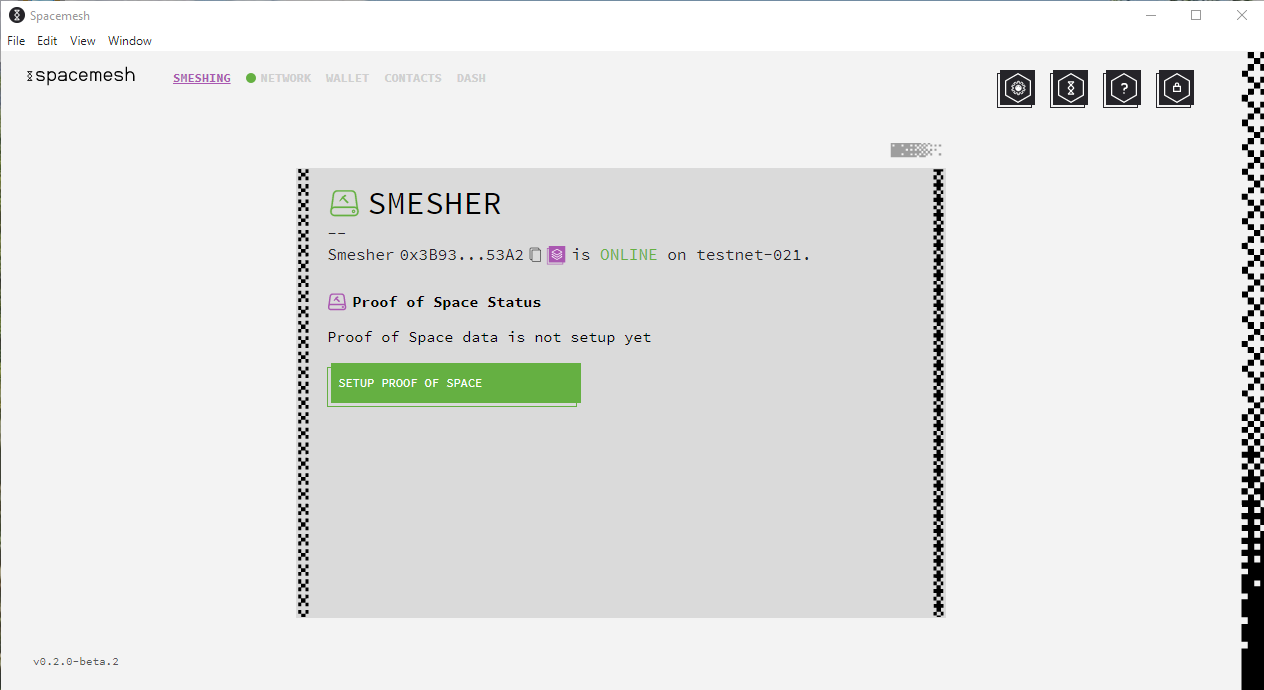 Spacemesh
File Edit View Window
spacemesh
SMESHING NETWORK WALLET CONTACTS DASH
?
SMESHER
--
Smesher 0x3B93...53A2 is ONLINE on testnet-021.
Proof of Space Status
Proof of Space data is not setup yet
SETUP PROOF OF SPACE
v0.2.0-beta.2